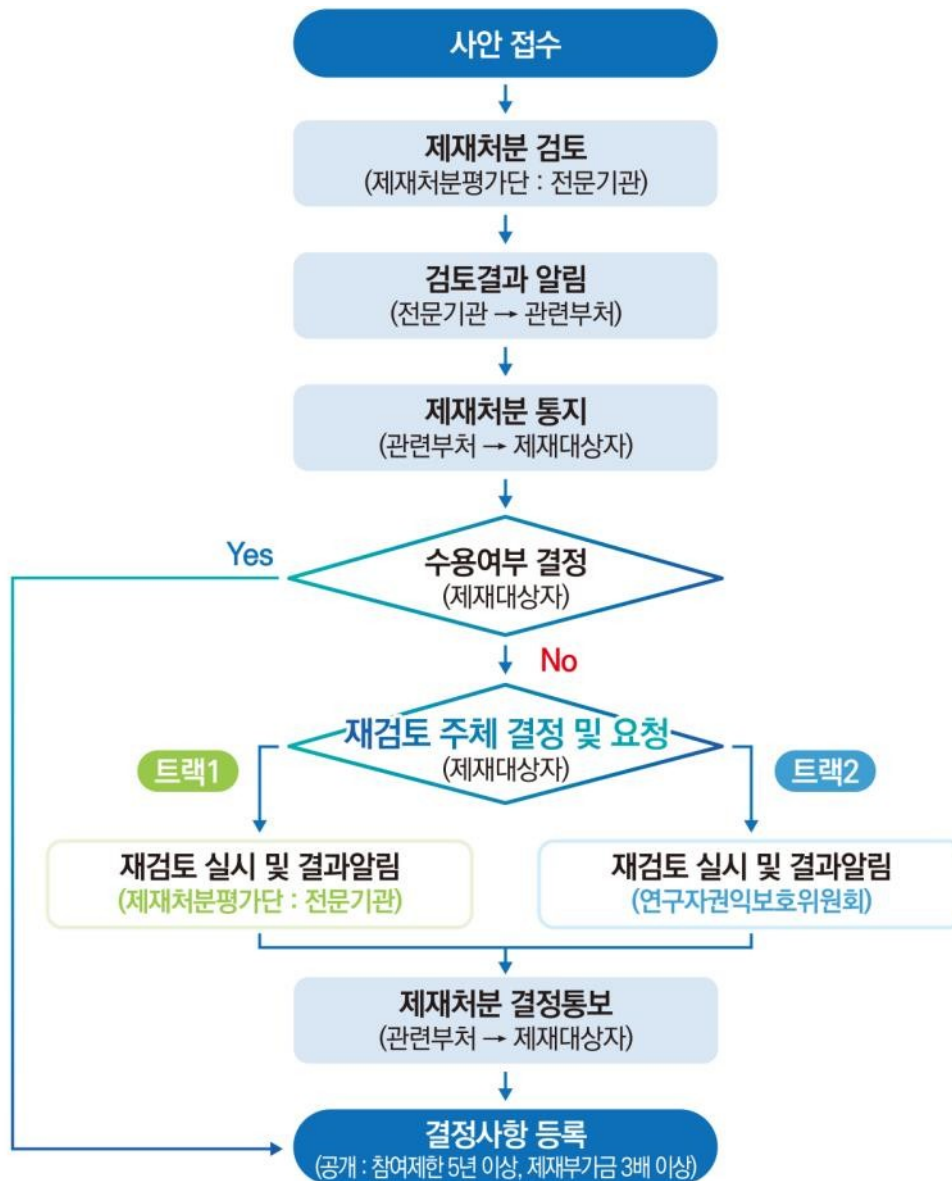 사안 접수
제재처분 검토
(제재처분평가단 : 전문기관)
검토결과 알림
(전문기관 → 관련부처)
제재처분 통지
(관련부처 → 제재대상자)
Yes
수용여부 결정
(제재대상자)
No
재검토 주체 결정 및 요청
(제재대상자)
트랙1
트랙2
재검토 실시 및 결과알림
(제재처분평가단 : 전문기관)
재검토 실시 및 결과알림
(연구자권익보호위원회)
제재처분 결정통보
(관련부처 → 제재대상자)
결정사항 등록
(공개 : 참여제한 5년 이상, 제재부가금 3배 이상)